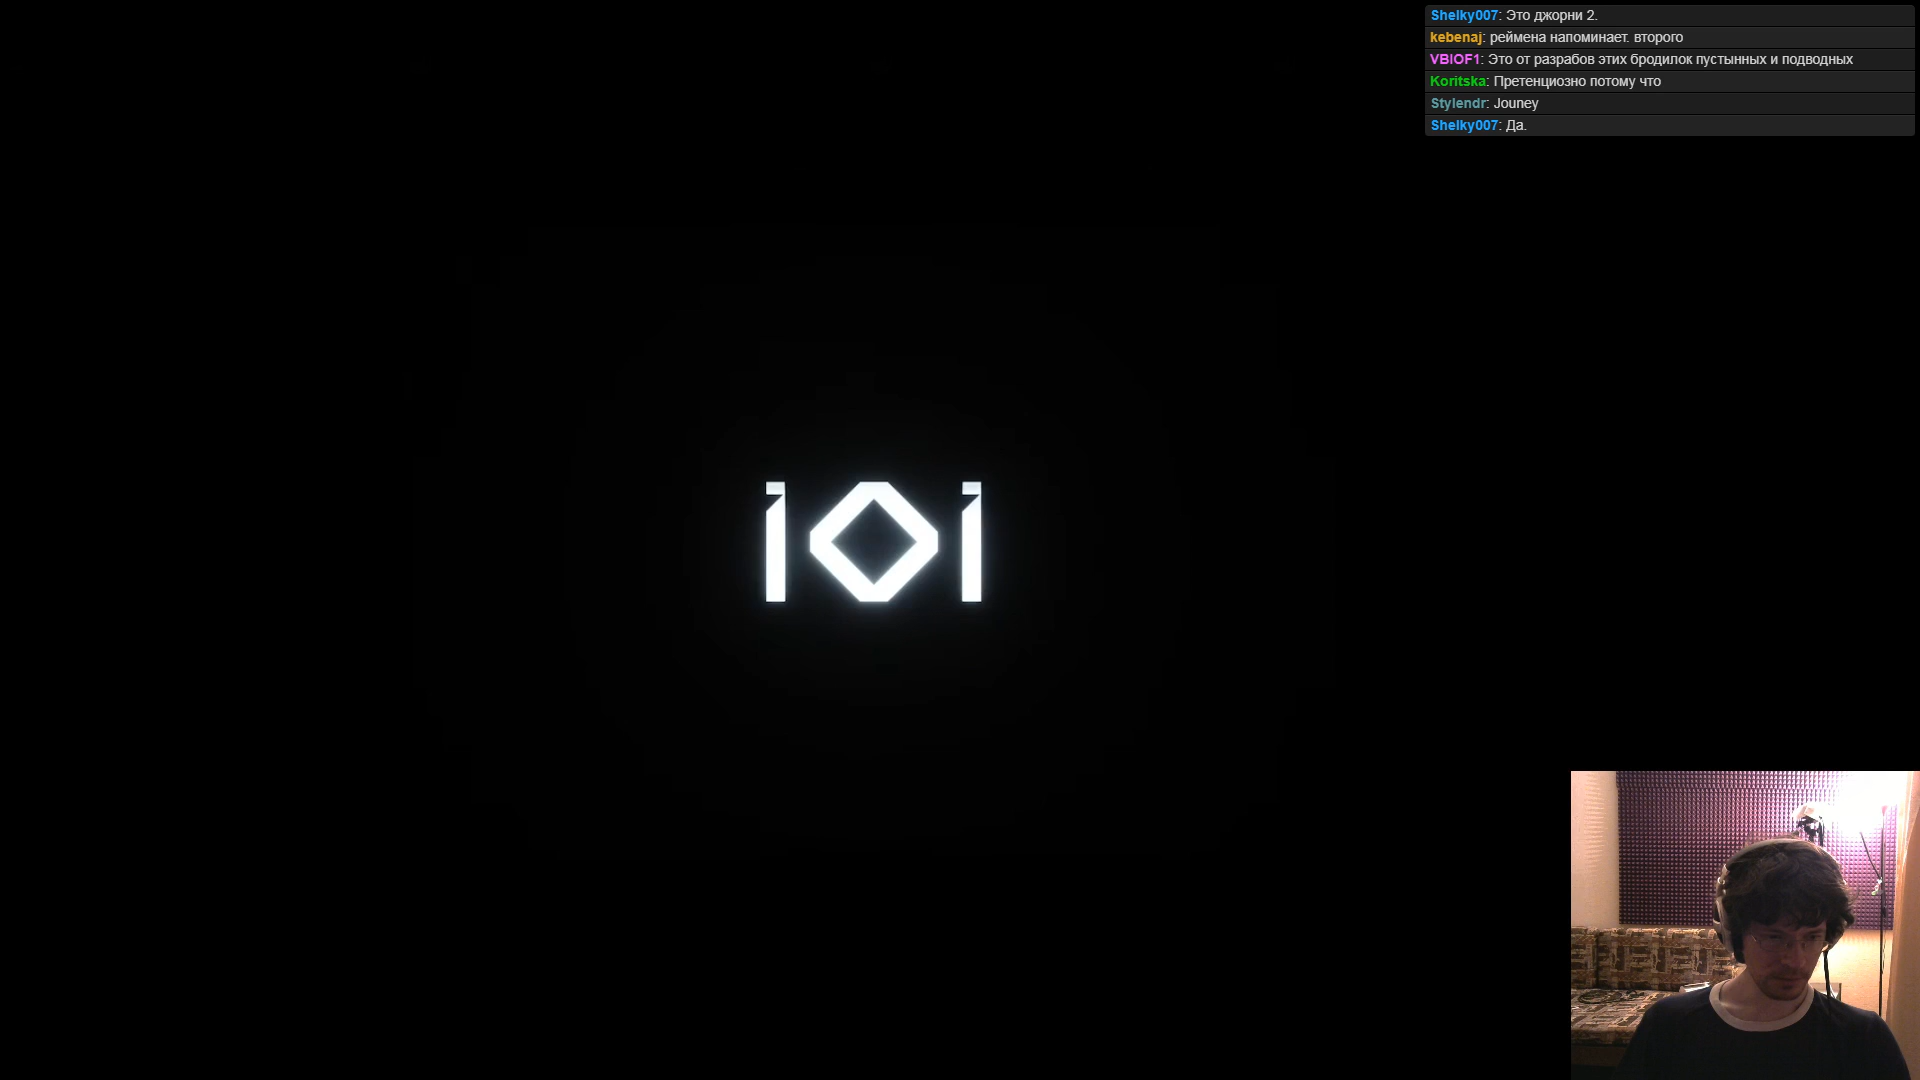 Shelky007: Это джорни 2.
kebenaj: реймена напоминает. второго
VBIOF1: Это от разрабов этих бродилок пустынных и подводных
Koritska: Претенциозно потому что
Stylendr: Jouney
Shelky007: Да.
iOi